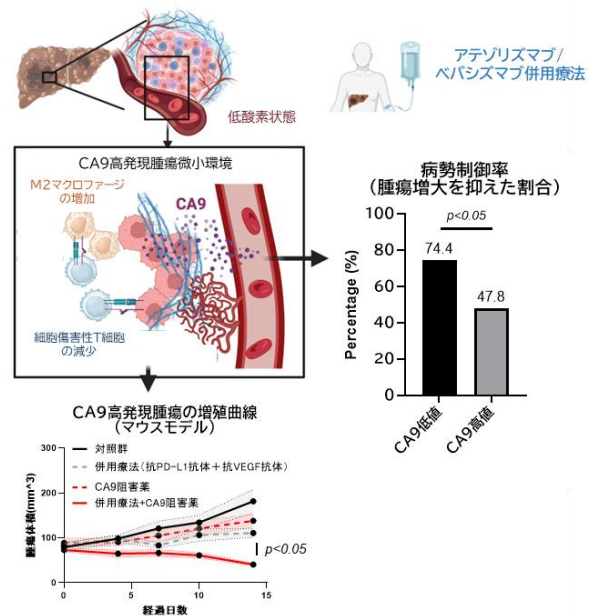 低酸素状態
アテゾリズマブ/
ベバシズマブ併用療法
CA9高発現腫瘍微小環境
M2マクロファージ
の増加
CA9
細胞傷害性T細胞
の減少
病勢制御率
(腫瘍増大を抑えた割合)
p<0.05
Percentage (%)
100
80
60
40
20
0
74.4
47.8
CA9低値
CA9高値
CA9高発現腫瘍の増殖曲線
(マウスモデル)
腫瘍体積(mm^3)
300
200
100
0
対照群
併用療法(抗PD-L1抗体+抗VEGF抗体)
CA9阻害薬
併用療法+CA9阻害薬
p<0.05
0
5
10
15
経過日数